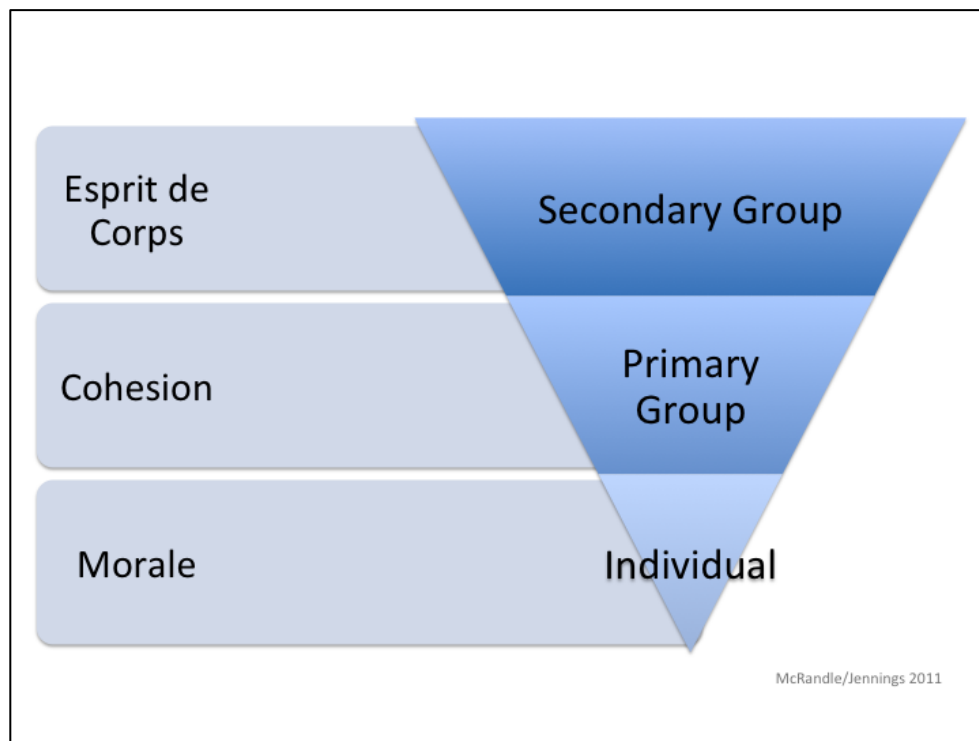 Esprit de
Corps
Secondary Group
Cohesion
Primary
Group
Morale
Individual
McRandle/Jennings 2011